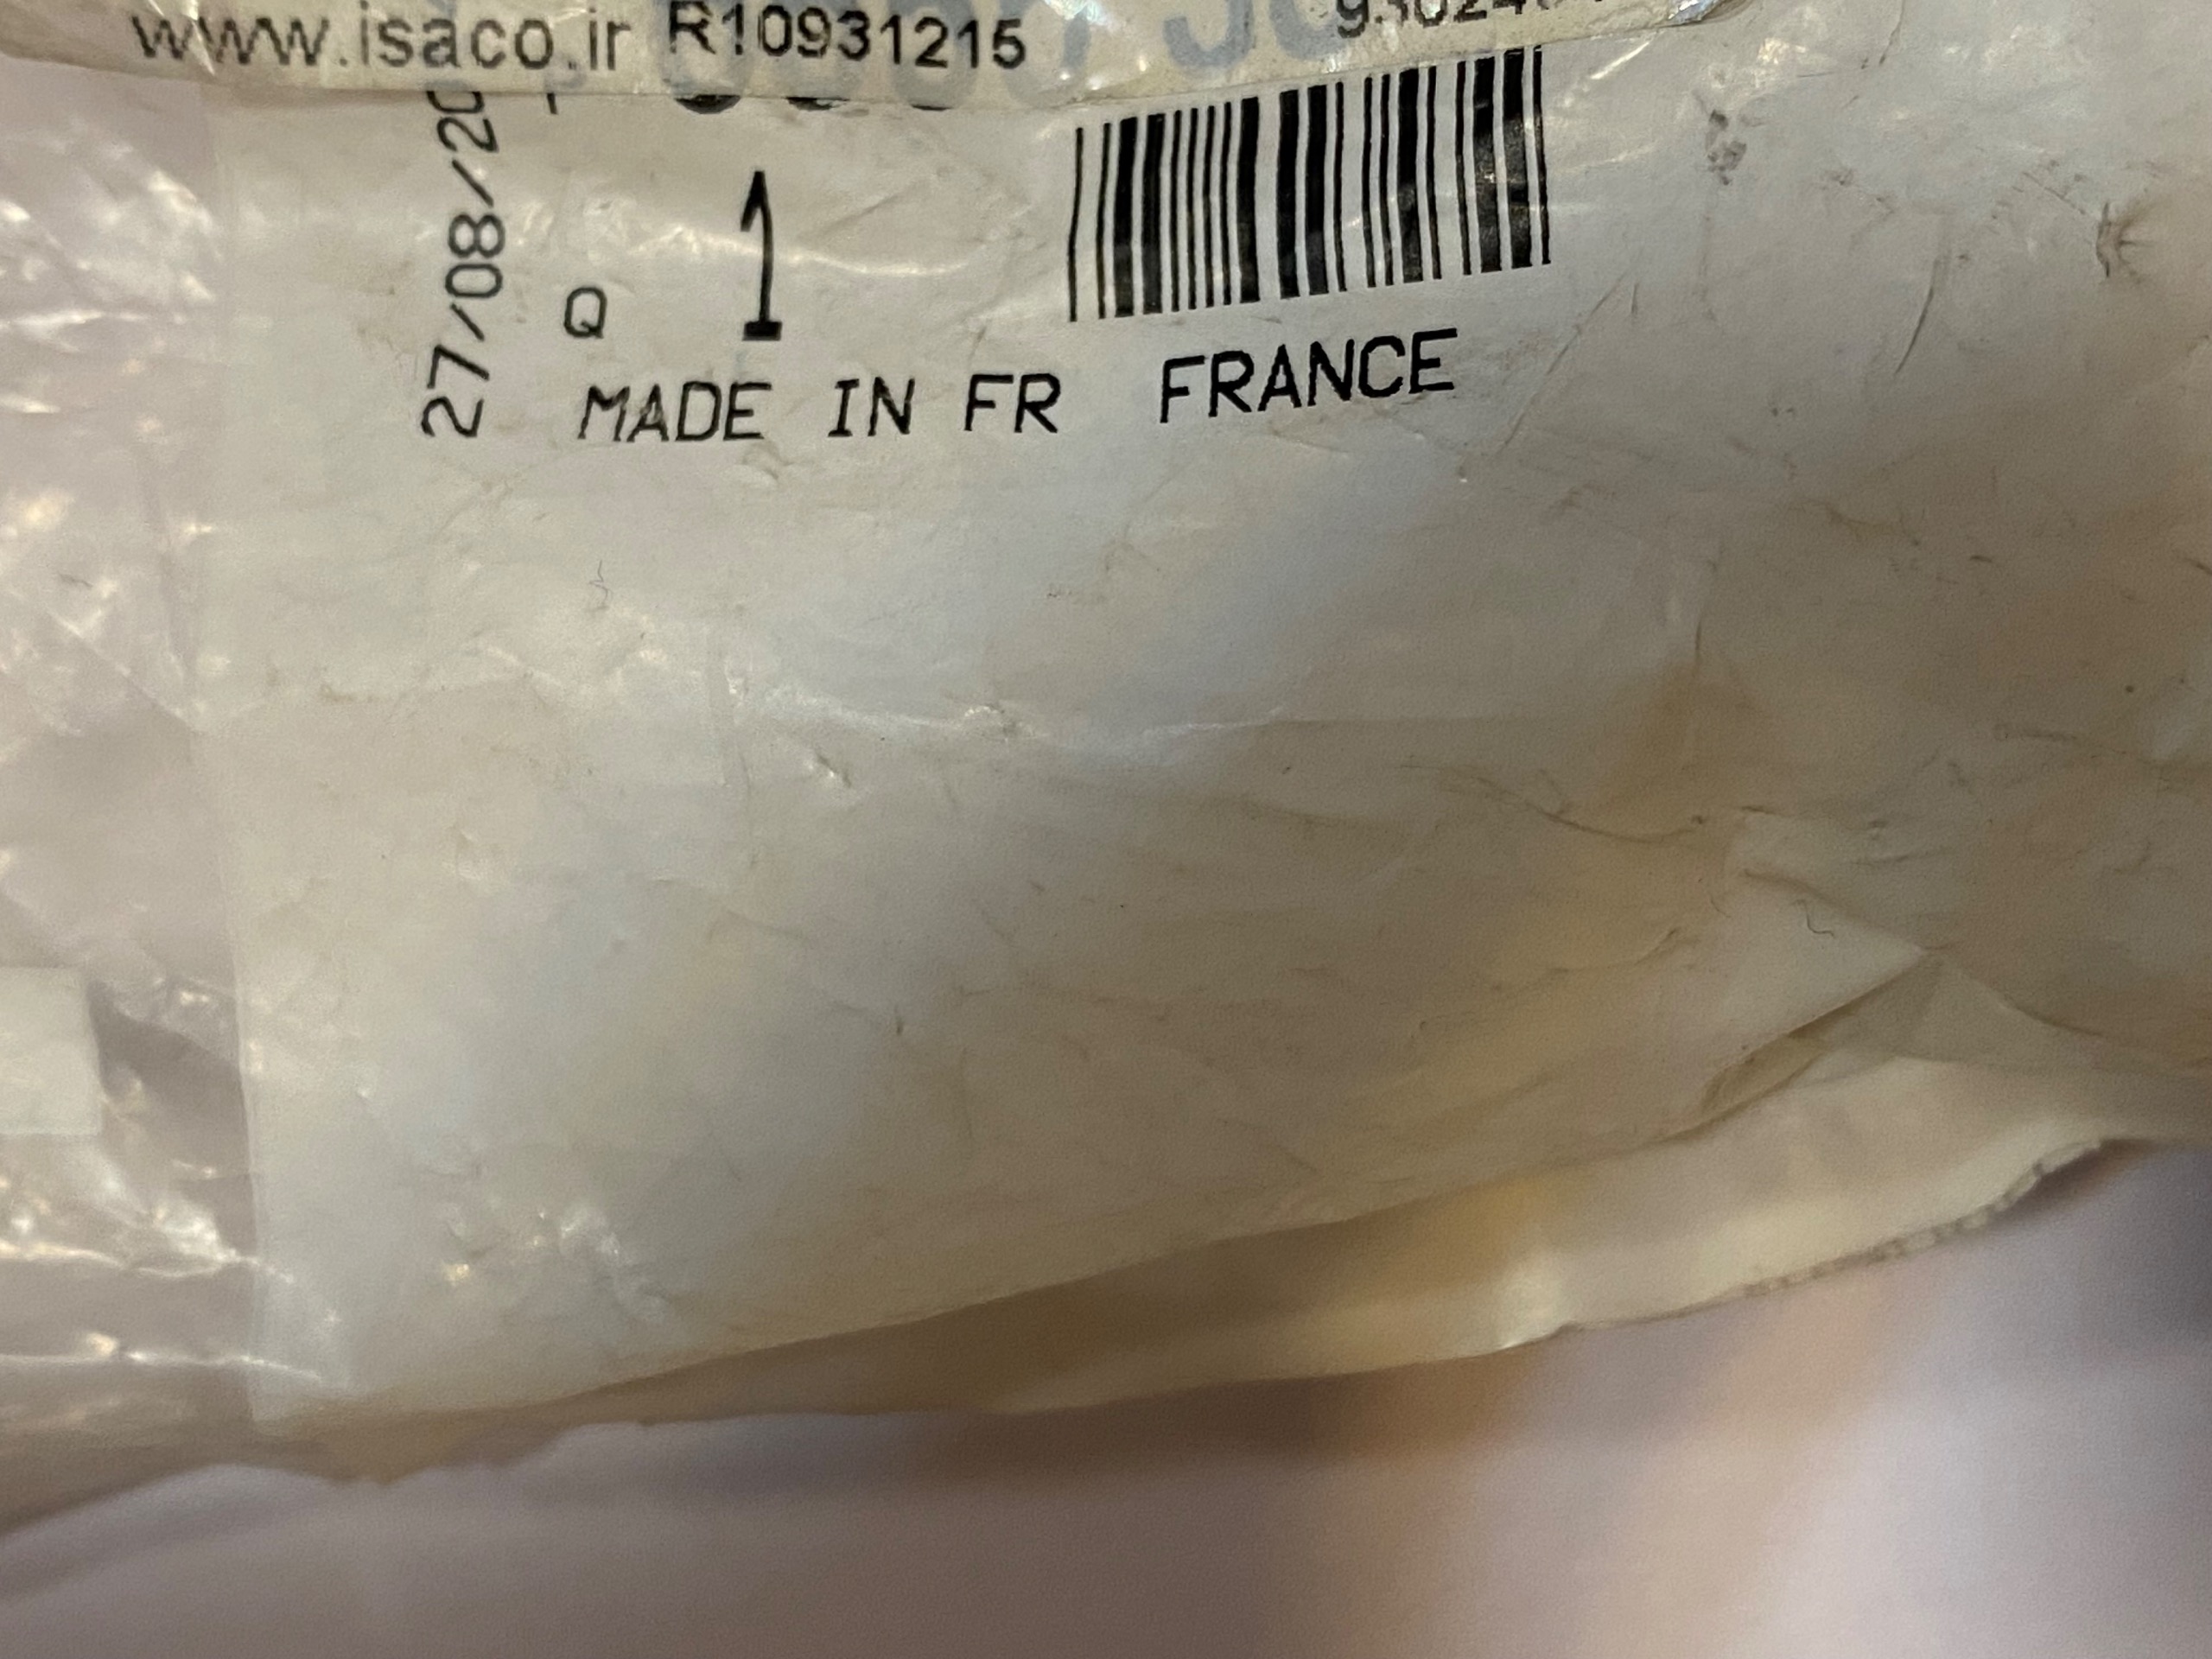 www.isaco.ir R10931215
27/08/20
Q 1
MADE IN FR FRANCE